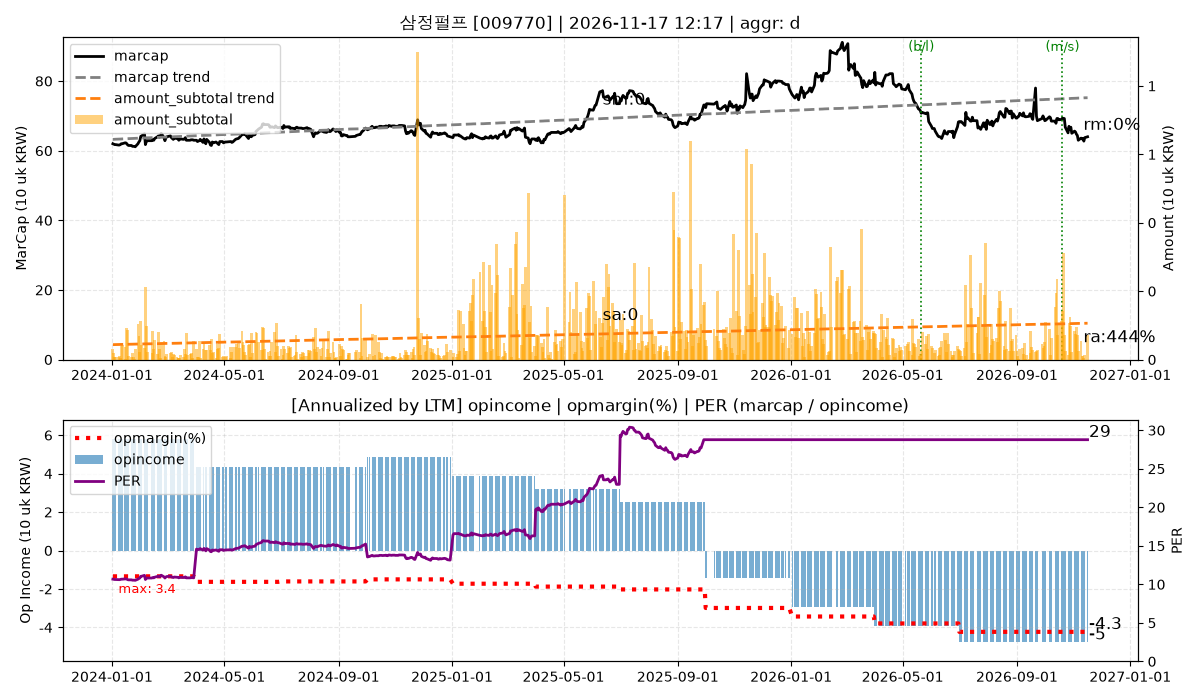 삼정펄프 [009770] | 2026-11-17 12:17 | aggr: d
marcap
marcap trend
amount_subtotal trend
amount_subtotal
(b/l)
(m/s)
rm:0%
sa:0
ra:444%
MarCap (10 uk KRW)
80
60
40
20
0
Amount (10 uk KRW)
1
1
0
0
0
2024-01-01 2024-05-01 2024-09-01 2025-01-01 2025-05-01 2025-09-01 2026-01-01 2026-05-01 2026-09-01 2027-01-01
[Annualized by LTM] opincome | opmargin(%) | PER (marcap / opincome)
opmargin(%)
opincome
PER
max: 3.4
29
-4.3
-5
Op Income (10 uk KRW)
6
4
2
0
-2
-4
PER
30
25
20
15
10
5
0
2024-01-01 2024-05-01 2024-09-01 2025-01-01 2025-05-01 2025-09-01 2026-01-01 2026-05-01 2026-09-01 2027-01-01